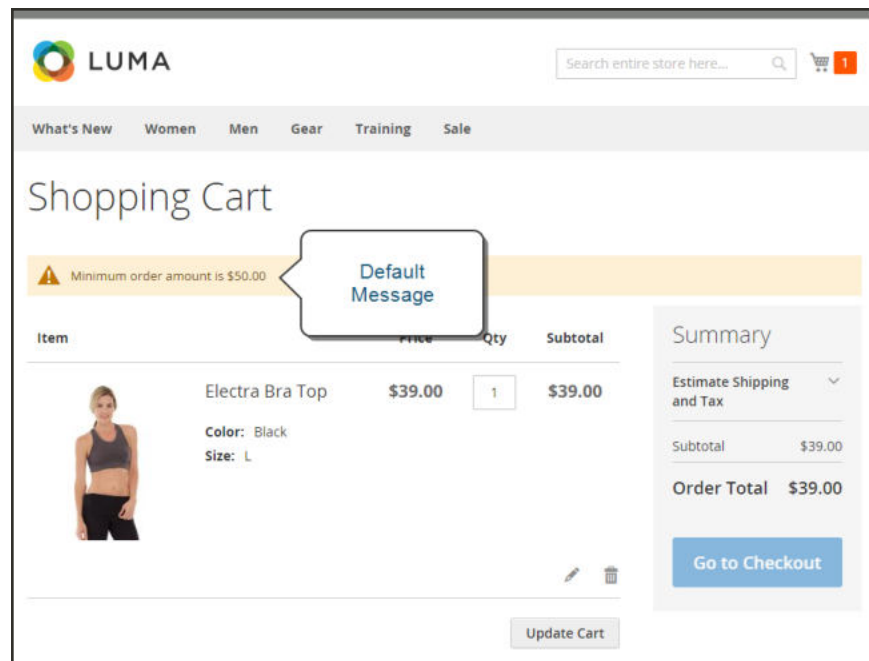 LUMA
Search entire store here...
1
What's New Women Men Gear Training Sale
Shopping Cart
Minimum order amount is $50.00
Default
Message
Item Price Qty Subtotal
Electra Bra Top $39.00 1 $39.00
Color: Black
Size: L
Update Cart
Summary
Estimate Shipping
and Tax
Subtotal $39.00
Order Total $39.00
Go to Checkout